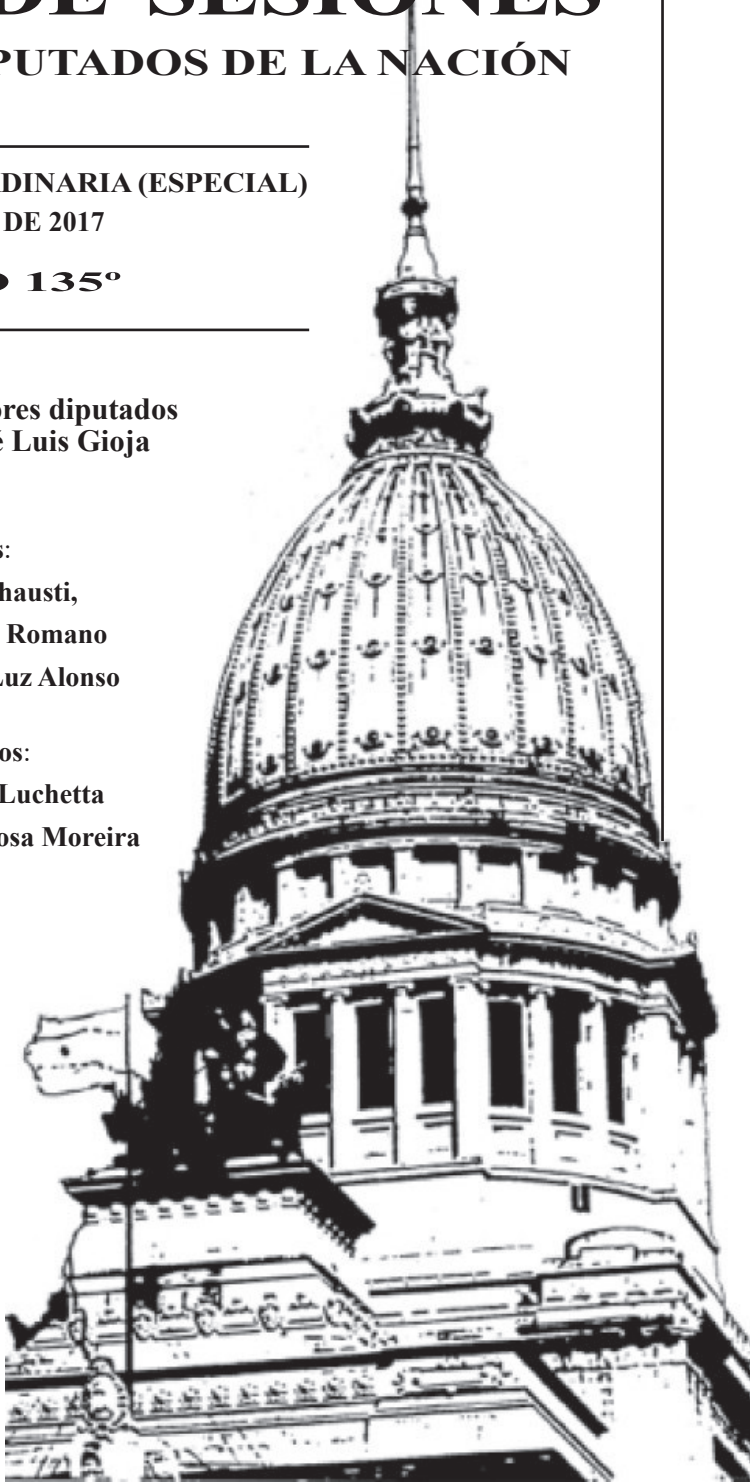 DE SESIONES
PUTADOS DE LA NACIÓN
DINARIA (ESPECIAL)
DE 2017
135º
ores diputados
é Luis Gioja
s:
hausti,
Romano
Luz Alonso
os:
Luchetta
osa Moreira